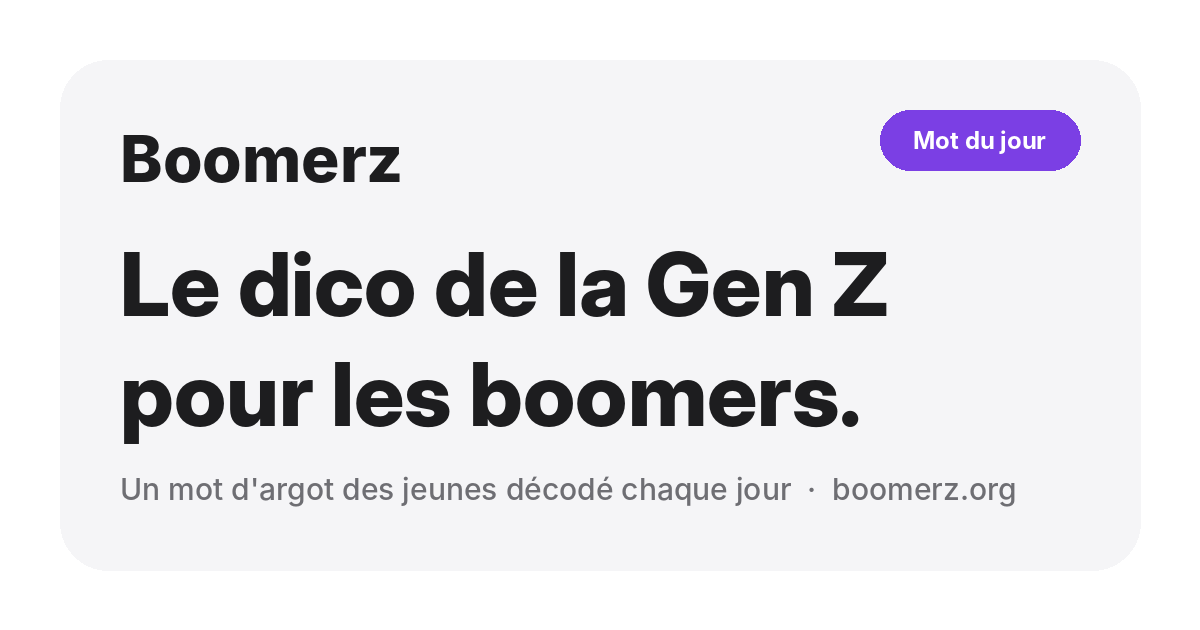 Boomerz
Mot du jour
Le dico de la Gen Z
pour les boomers.
Un mot d'argot des jeunes décodé chaque jour · boomerz.org